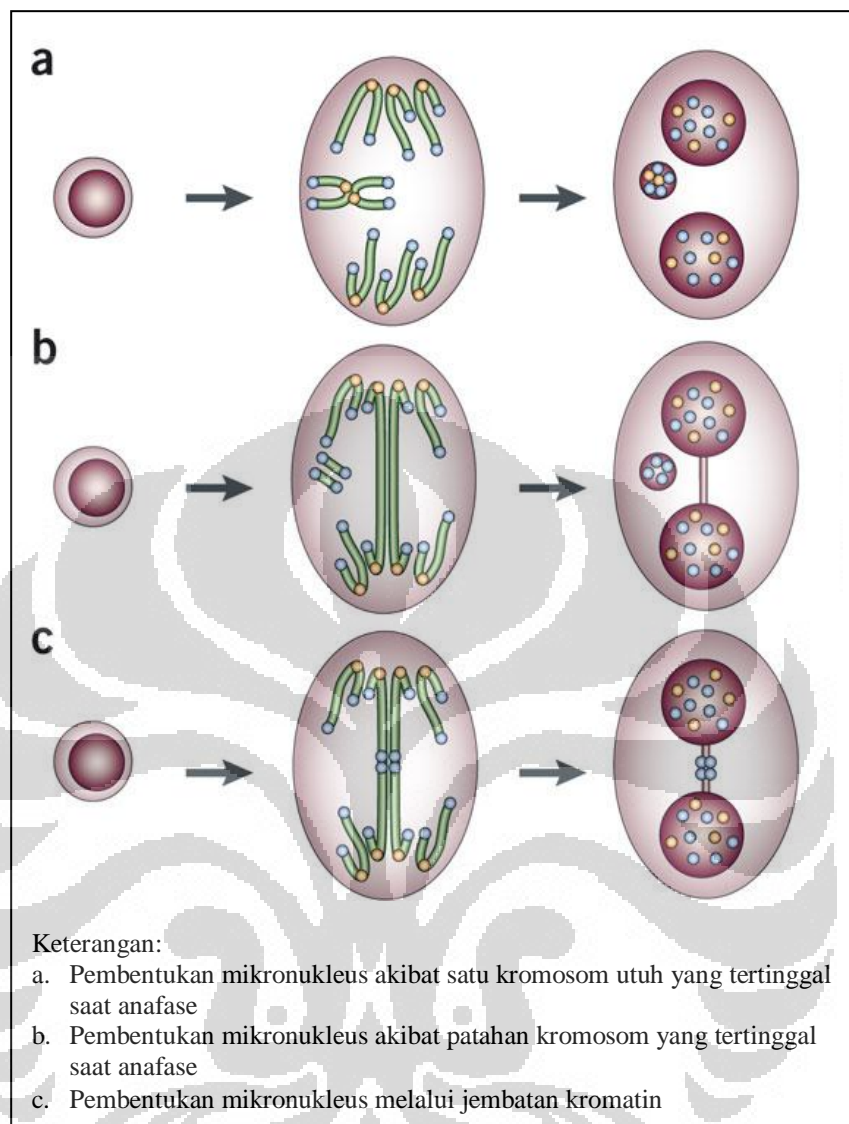 a
b
c
Keterangan:
a. Pembentukan mikronukleus akibat satu kromosom utuh yang tertinggal
saat anafase
b. Pembentukan mikronukleus akibat patahan kromosom yang tertinggal
saat anafase
c. Pembentukan mikronukleus melalui jembatan kromatin